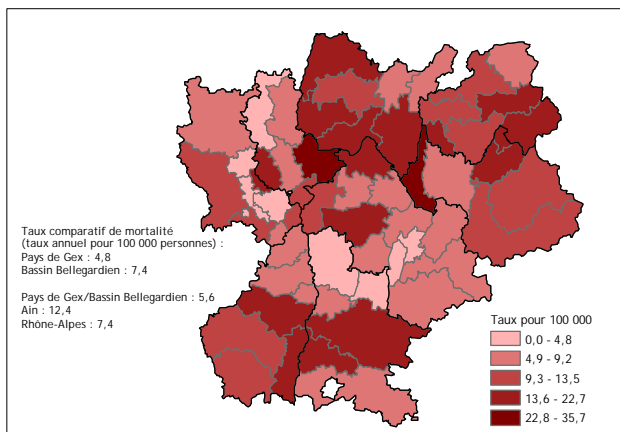 Taux comparatif de mortalité
(taux annuel pour 100 000 personnes) :
Pays de Gex : 4,8
Bassin Bellegardien : 7,4
Pays de Gex/Bassin Bellegardien : 5,6
Ain : 12,4
Rhône-Alpes : 7,4
Taux pour 100 000
0,0 - 4,8
4,9 - 9,2
9,3 - 13,5
13,6 - 22,7
22,8 - 35,7